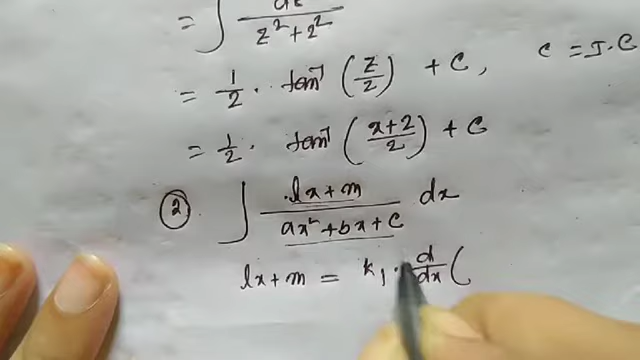 = ∫ dz / z² + 2²
= 1/2 · tan⁻¹ (z/2) + C, C = I.C
= 1/2 · tan⁻¹ (x+2/2) + C
② ∫ lx+m / ax²+bx+c dx
lx+m = k₁ · d/dx (